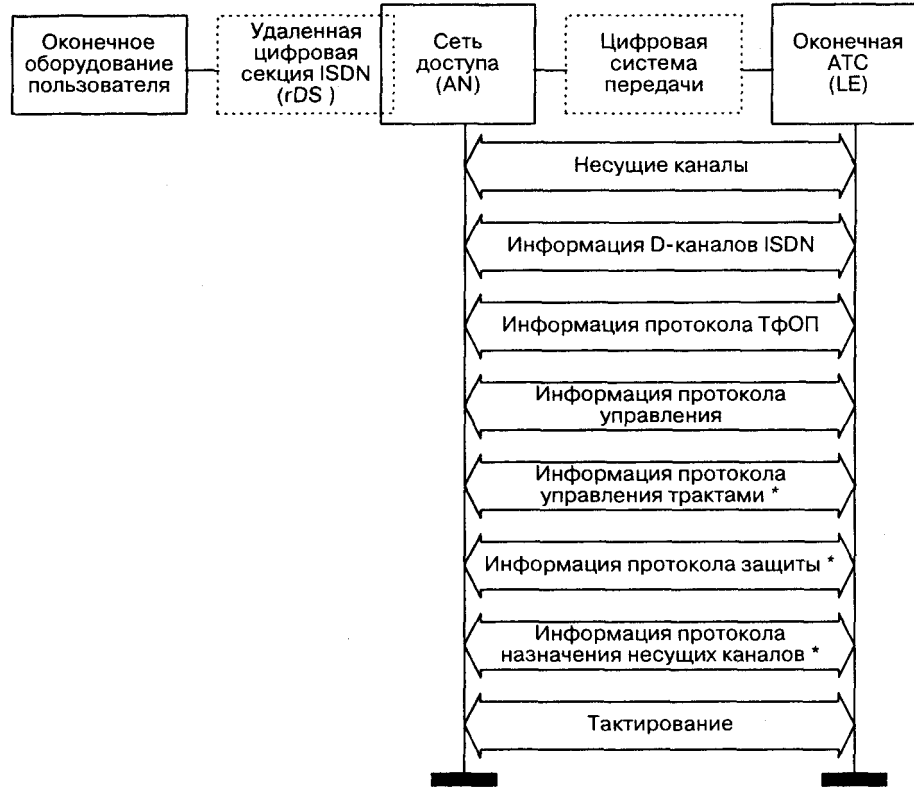 Оконечное
оборудование
пользователя
Удаленная
цифровая
секция ISDN
(rDS )
Сеть
доступа
(AN)
Цифровая
система
передачи
Оконечная
АТС
(LE)
Несущие каналы
Информация D-каналов ISDN
Информация протокола ТфОП
Информация протокола
управления
Информация протокола
управления трактами *
Информация протокола защиты *
Информация протокола
назначения несущих каналов *
Тактирование